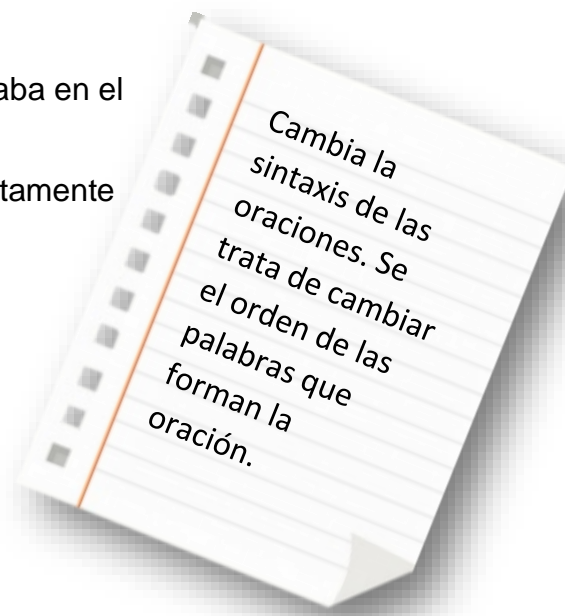 aba en el
tamente
Cambia la
sintaxis de las
oraciones. Se
trata de cambiar
el orden de las
palabras que
forman la
oración.